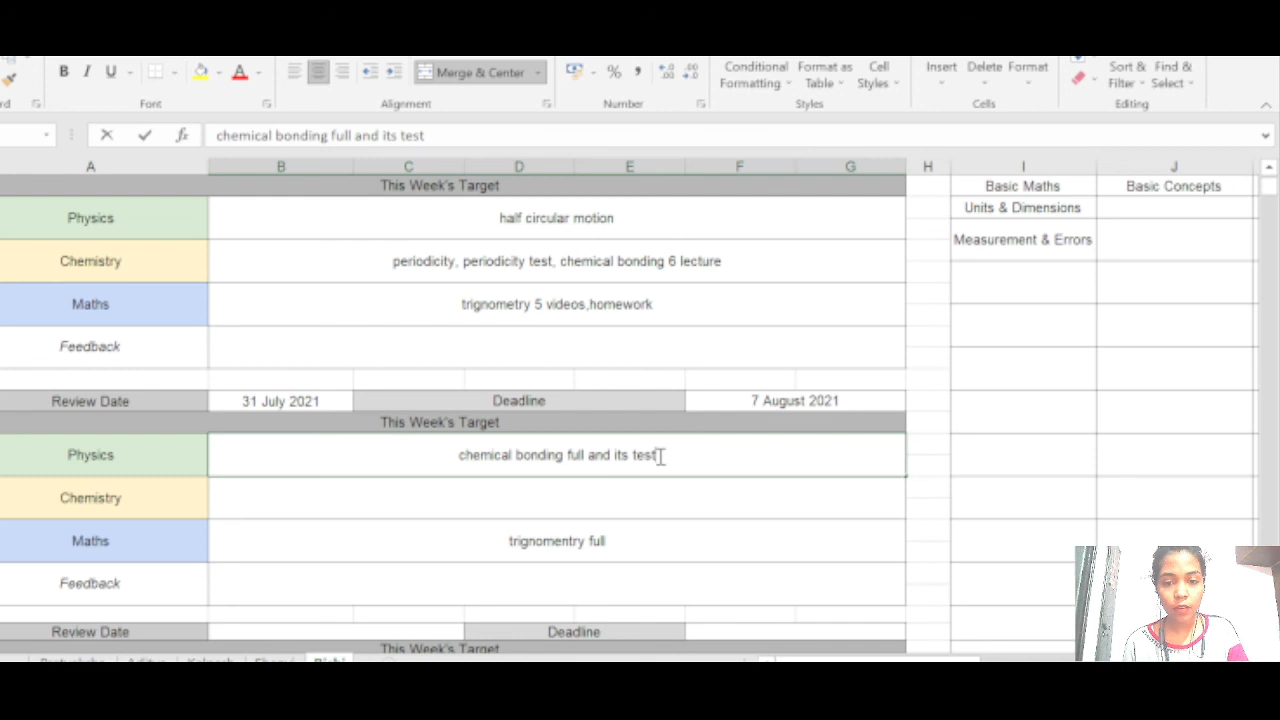 B I U
Merge & Center
% ,
Conditional Formatting
Format as Table
Cell Styles
Insert Delete Format
Sort & Filter
Find & Select
Font Alignment Number Styles Cells Editing
fx chemical bonding full and its test
A B C D E F G H I J
This Week's Target Basic Maths Basic Concepts
Physics half circular motion Units & Dimensions
Chemistry periodicity, periodicity test, chemical bonding 6 lecture Measurement & Errors
Maths trignometry 5 videos,homework
Feedback
Review Date 31 July 2021 Deadline 7 August 2021
This Week's Target
Physics chemical bonding full and its test
Chemistry
Maths trignomentry full
Feedback
Review Date Deadline
This Week's Target